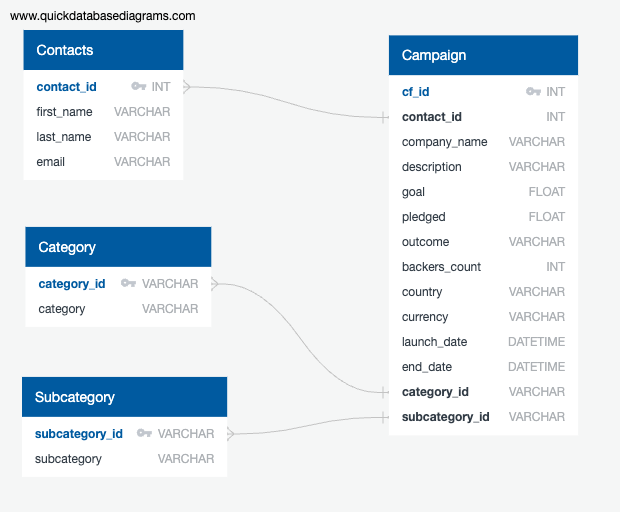 www.quickdatabasediagrams.com
Contacts
contact_id INT
first_name VARCHAR
last_name VARCHAR
email VARCHAR
Campaign
cf_id INT
contact_id INT
company_name VARCHAR
description VARCHAR
goal FLOAT
pledged FLOAT
outcome VARCHAR
backers_count INT
country VARCHAR
currency VARCHAR
launch_date DATETIME
end_date DATETIME
category_id VARCHAR
subcategory_id VARCHAR
Category
category_id VARCHAR
category VARCHAR
Subcategory
subcategory_id VARCHAR
subcategory VARCHAR